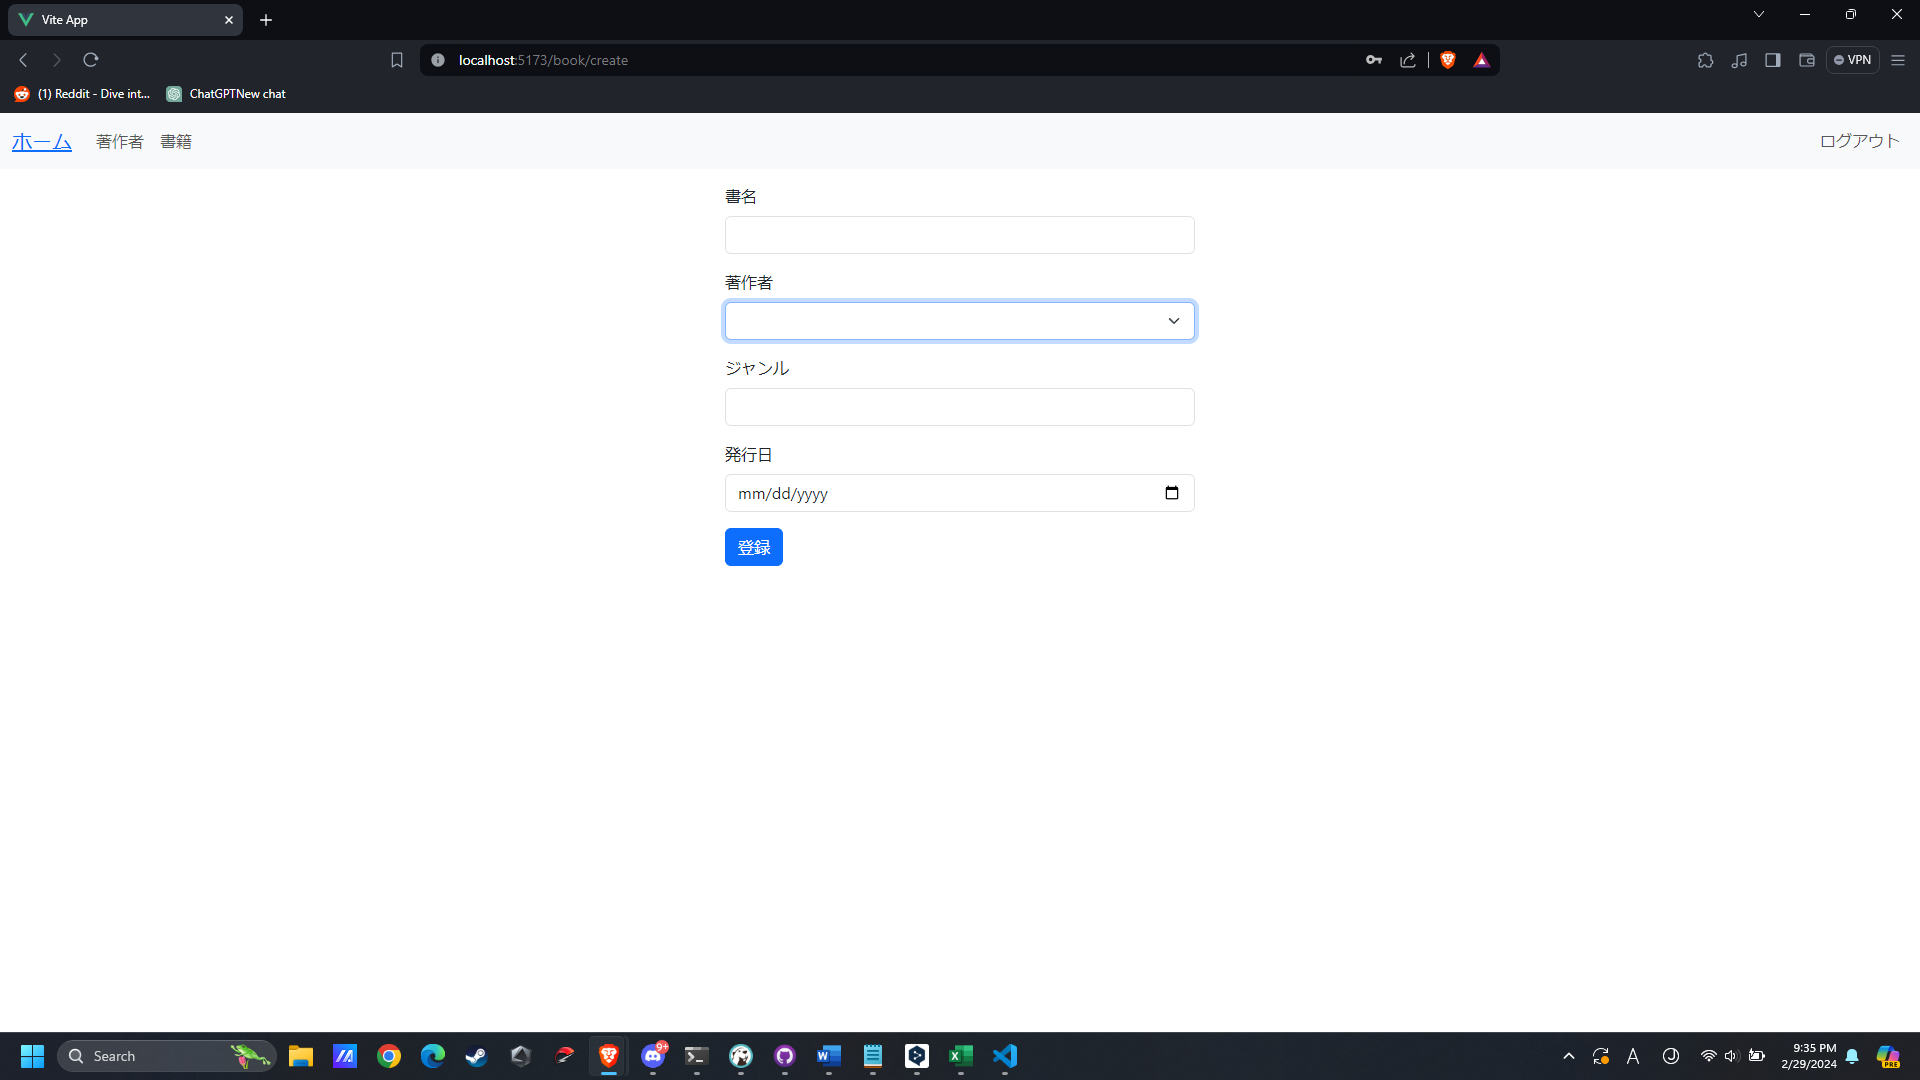 Vite App
localhost:5173/book/create
VPN
(1) Reddit - Dive int...
ChatGPTNew chat
ホーム
著作者
書籍
ログアウト
書名
著作者
ジャンル
発行日
mm/dd/yyyy
登録
Search
9+
W
X
A
J
9:35 PM
2/29/2024
PRE